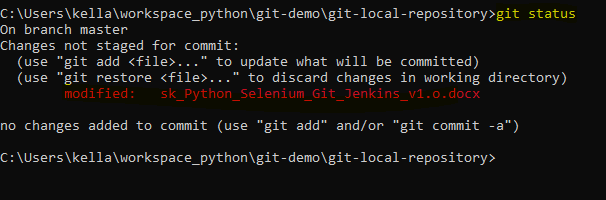 C:\Users\kella\workspace_python\git-demo\git-local-repository>git status
On branch master
Changes not staged for commit:
  (use "git add <file>..." to update what will be committed)
  (use "git restore <file>..." to discard changes in working directory)
        modified:   sk_Python_Selenium_Git_Jenkins_v1.o.docx

no changes added to commit (use "git add" and/or "git commit -a")

C:\Users\kella\workspace_python\git-demo\git-local-repository>